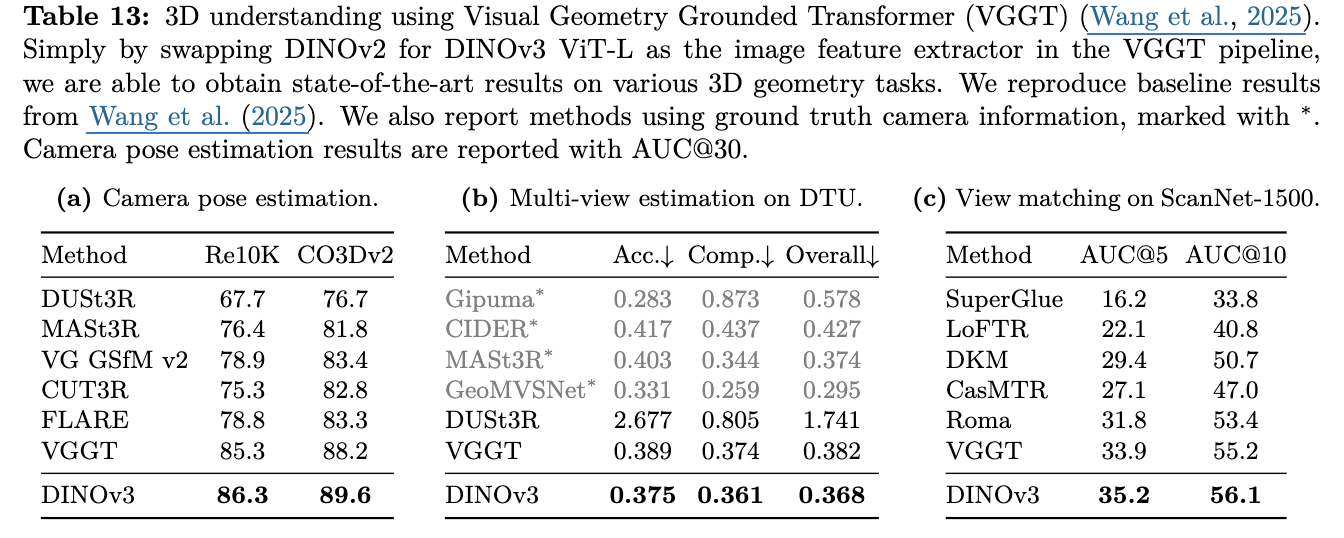 Table 13: 3D understanding using Visual Geometry Grounded Transformer (VGGT) (Wang et al., 2025).
Simply by swapping DINOv2 for DINOv3 ViT-L as the image feature extractor in the VGGT pipeline,
we are able to obtain state-of-the-art results on various 3D geometry tasks. We reproduce baseline results
from Wang et al. (2025). We also report methods using ground truth camera information, marked with *.
Camera pose estimation results are reported with AUC@30.
(a) Camera pose estimation.
Method Re10K CO3Dv2
DUSt3R 67.7 76.7
MASt3R 76.4 81.8
VG GSfM v2 78.9 83.4
CUT3R 75.3 82.8
FLARE 78.8 83.3
VGGT 85.3 88.2
DINOv3 86.3 89.6
(b) Multi-view estimation on DTU.
Method Acc.↓ Comp.↓ Overall↓
Gipuma* 0.283 0.873 0.578
CIDER* 0.417 0.437 0.427
MASt3R* 0.403 0.344 0.374
GeoMVSNet* 0.331 0.259 0.295
DUSt3R 2.677 0.805 1.741
VGGT 0.389 0.374 0.382
DINOv3 0.375 0.361 0.368
(c) View matching on ScanNet-1500.
Method AUC@5 AUC@10
SuperGlue 16.2 33.8
LoFTR 22.1 40.8
DKM 29.4 50.7
CasMTR 27.1 47.0
Roma 31.8 53.4
VGGT 33.9 55.2
DINOv3 35.2 56.1